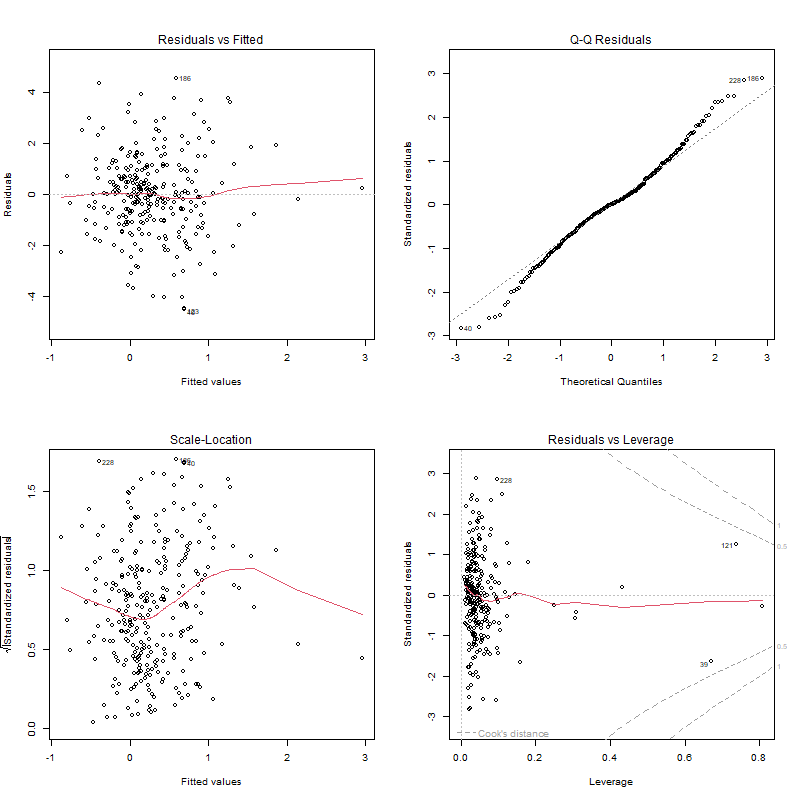 Residuals vs Fitted
Residuals
-4 -2 0 2 4
186
123
40
-1 0 1 2 3
Fitted values
Q-Q Residuals
Standardized residuals
-3 -2 -1 0 1 2 3
228 186
40
-3 -2 -1 0 1 2 3
Theoretical Quantiles
Scale-Location
√|Standardized residuals|
0.0 0.5 1.0 1.5
228
40
-1 0 1 2 3
Fitted values
Residuals vs Leverage
Standardized residuals
-3 -2 -1 0 1 2 3
228
121
39
1
0.5
0.5
1
Cook's distance
0.0 0.2 0.4 0.6 0.8
Leverage